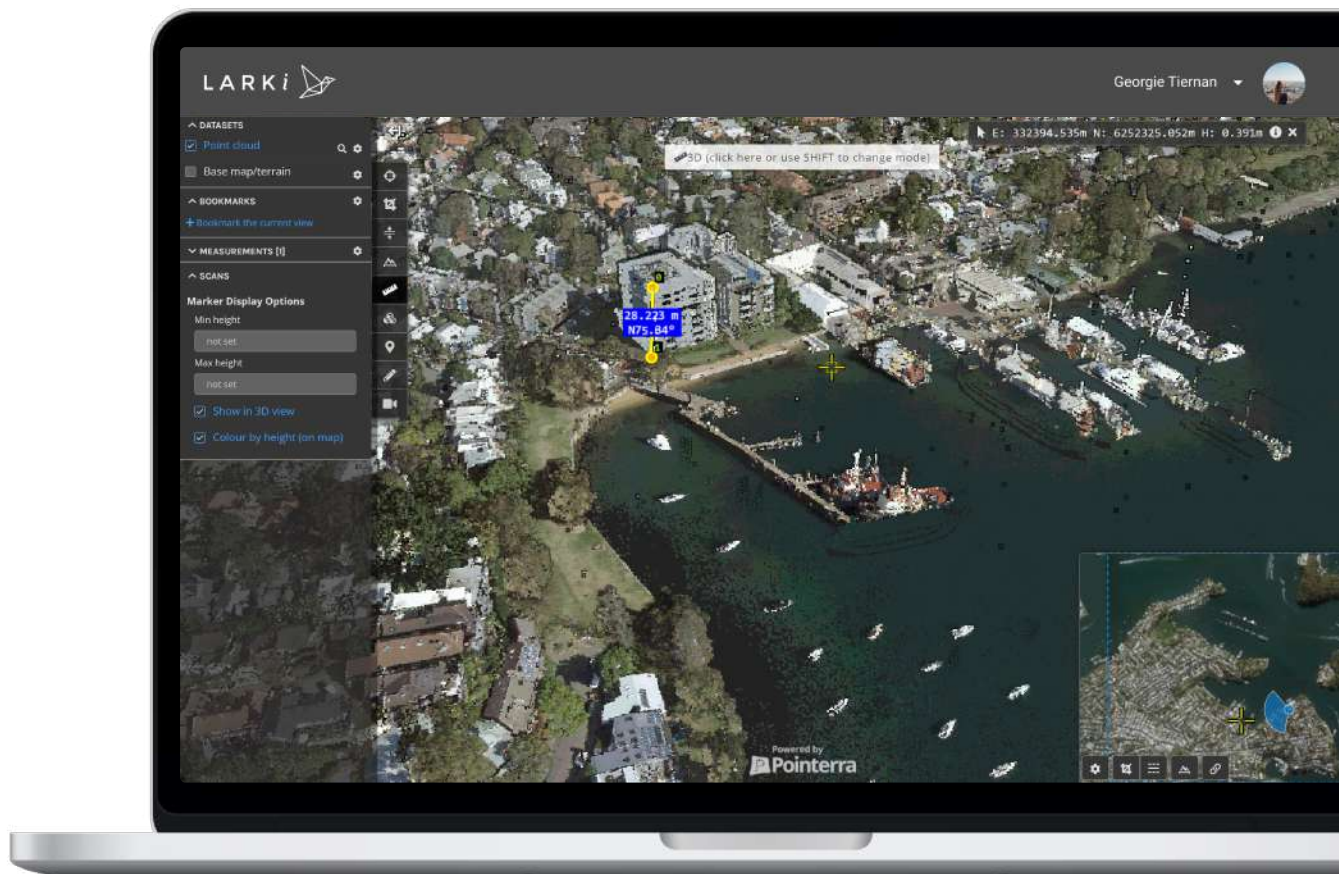 LARKi
Georgie Tiernan
DATASETS
Point cloud
Base map/terrain
BOOKMARKS
+Bookmark the current view
MEASUREMENTS [1]
SCANS
Marker Display Options
Min height
not set
Max height
not set
Show in 3D view
Colour by height (on map)
E: 332394.535m N: 6252325.052m H: 0.391m
3D (click here or use SHIFT to change mode)
0
28.223 m
N75.84°
1
Powered by
Pointerra